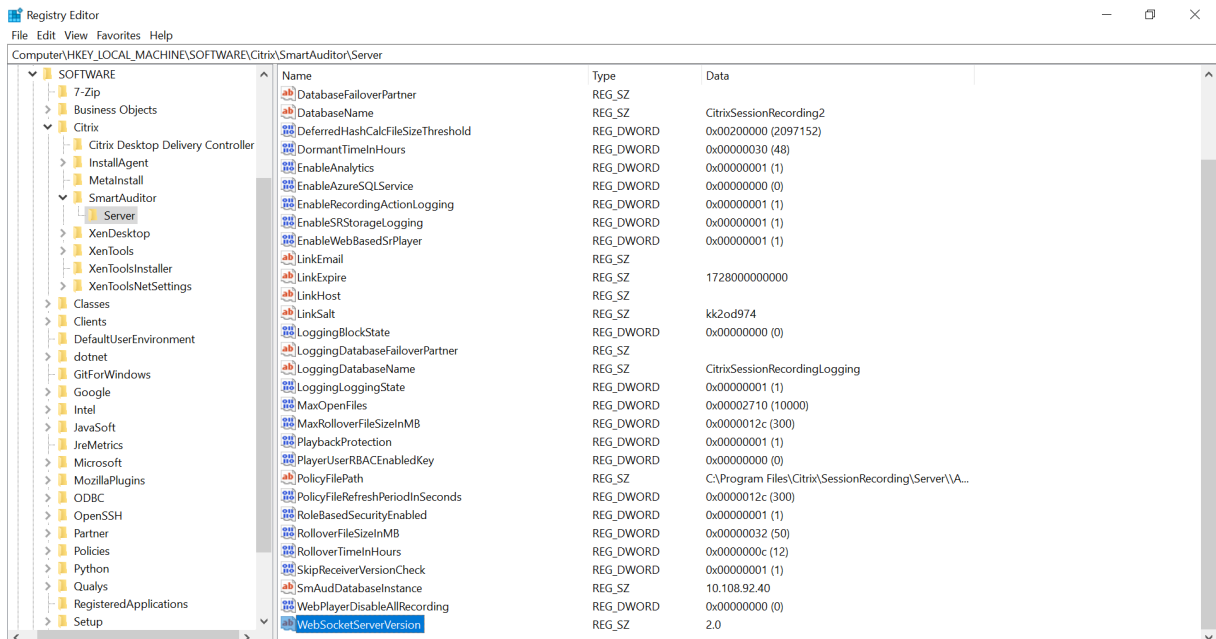 Registry Editor
File Edit View Favorites Help
Computer\HKEY_LOCAL_MACHINE\SOFTWARE\Citrix\SmartAuditor\Server
SOFTWARE
7-Zip
Business Objects
Citrix
Citrix Desktop Delivery Controller
InstallAgent
MetaInstall
SmartAuditor
Server
XenDesktop
XenTools
XenToolsInstaller
XenToolsNetSettings
Classes
Clients
DefaultUserEnvironment
dotnet
GitForWindows
Google
Intel
JavaSoft
JreMetrics
Microsoft
MozillaPlugins
ODBC
OpenSSH
Partner
Policies
Python
Qualys
RegisteredApplications
Setup
Name Type Data
DatabaseFailoverPartner REG_SZ
DatabaseName REG_SZ CitrixSessionRecording2
DeferredHashCalcFileSizeThreshold REG_DWORD 0x00200000 (2097152)
DormantTimeInHours REG_DWORD 0x00000030 (48)
EnableAnalytics REG_DWORD 0x00000001 (1)
EnableAzureSQLService REG_DWORD 0x00000000 (0)
EnableRecordingActionLogging REG_DWORD 0x00000001 (1)
EnableSRStorageLogging REG_DWORD 0x00000001 (1)
EnableWebBasedSrPlayer REG_DWORD 0x00000001 (1)
LinkEmail REG_SZ
LinkExpire REG_SZ 1728000000000
LinkHost REG_SZ
LinkSalt REG_SZ kk2od974
LoggingBlockState REG_DWORD 0x00000000 (0)
LoggingDatabaseFailoverPartner REG_SZ
LoggingDatabaseName REG_SZ CitrixSessionRecordingLogging
LoggingLoggingState REG_DWORD 0x00000001 (1)
MaxOpenFiles REG_DWORD 0x00002710 (10000)
MaxRolloverFileSizeInMB REG_DWORD 0x0000012c (300)
PlaybackProtection REG_DWORD 0x00000001 (1)
PlayerUserRBACEnabledKey REG_DWORD 0x00000000 (0)
PolicyFilePath REG_SZ C:\Program Files\Citrix\SessionRecording\Server\\A...
PolicyFileRefreshPeriodInSeconds REG_DWORD 0x0000012c (300)
RoleBasedSecurityEnabled REG_DWORD 0x00000001 (1)
RolloverFileSizeInMB REG_DWORD 0x00000032 (50)
RolloverTimeInHours REG_DWORD 0x0000000c (12)
SkipReceiverVersionCheck REG_DWORD 0x00000001 (1)
SmAudDatabaseInstance REG_SZ 10.108.92.40
WebPlayerDisableAllRecording REG_DWORD 0x00000000 (0)
WebSocketServerVersion REG_SZ 2.0